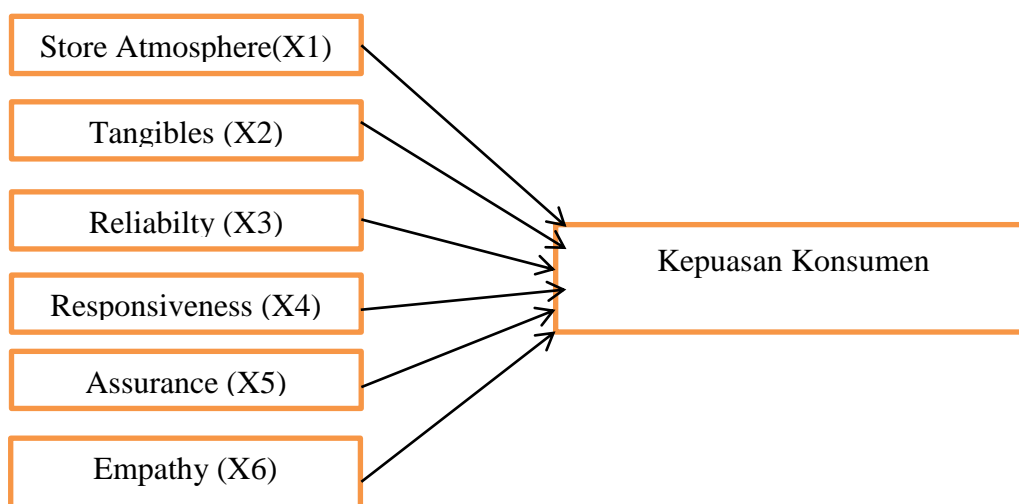 Store Atmosphere(X1)
Tangibles (X2)
Reliabilty (X3)
Responsiveness (X4)
Assurance (X5)
Empathy (X6)
Kepuasan Konsumen